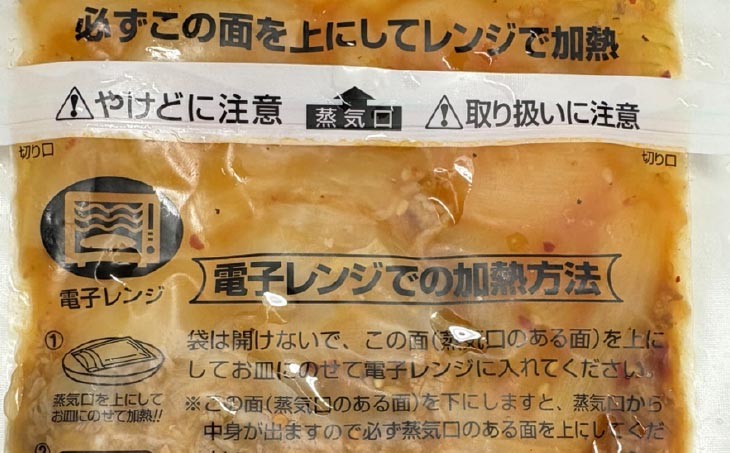 必ずこの面を上にしてレンジで加熱
⚠やけどに注意 蒸気口 ⚠取り扱いに注意
切り口 切り口
電子レンジ
電子レンジでの加熱方法
① 袋は開けないで、この面(蒸気口のある面)を上に
してお皿にのせて電子レンジに入れてください。
蒸気口を上にして
お皿にのせて加熱!!
※この面(蒸気口のある面)を下にしますと、蒸気口から
中身が出ますので必ず蒸気口のある面を上にしてくだ